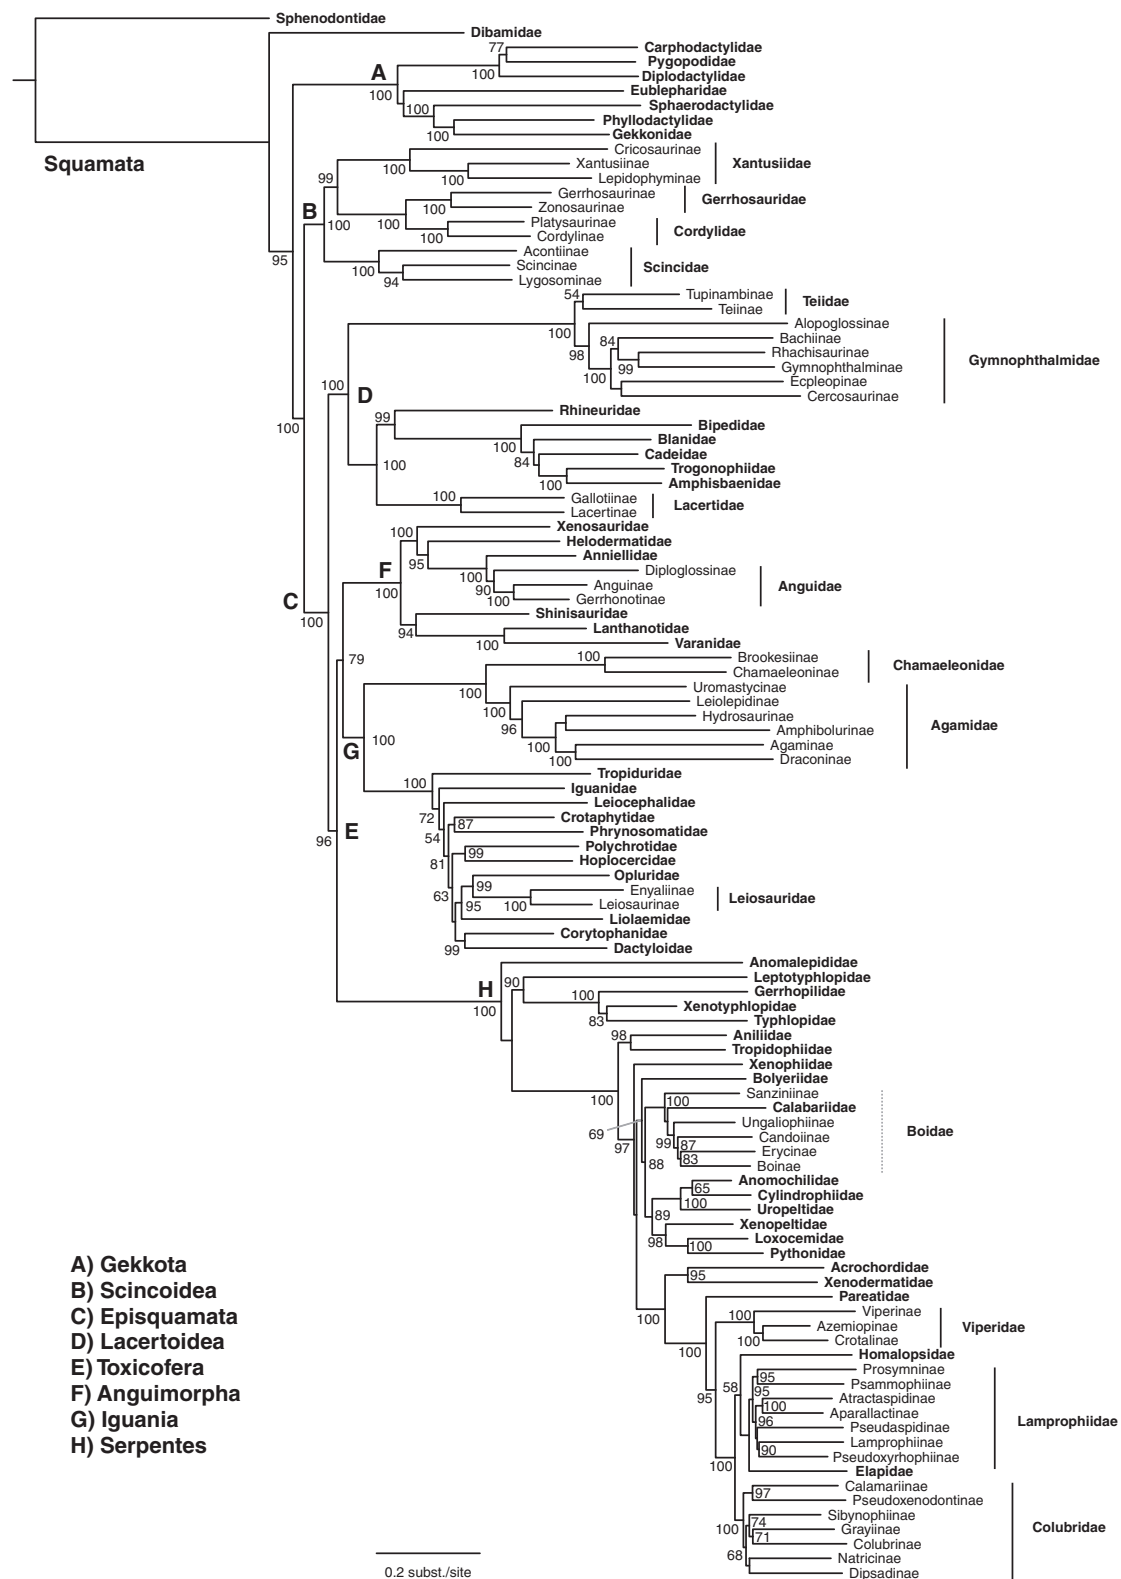 Sphenodontidae
Dibamidae
77
Carphodactylidae
Pygopodidae
A
100
Diplodactylidae
100
Eublepharidae
100
Sphaerodactylidae
Phyllodactylidae
100
Gekkonidae
Squamata
Cricosaurinae
100
Xantusiinae
Xantusiidae
99
100
Lepidophyminae
Gerrhosaurinae
Gerrhosauridae
B
100
Zonosaurinae
100
100
Platysaurinae
Cordylidae
100
Cordylinae
95
Acontiinae
100
Scincinae
Scincidae
94
Lygosominae
54
Tupinambinae
Teiidae
Teiinae
100
Alopoglossinae
84
Bachiinae
98
Rhachisaurinae
Gymnophthalmidae
99
Gymnophthalminae
100
Ecpleopinae
100
D
Cercosaurinae
99
Rhineuridae
100
Bipedidae
100
Blanidae
84
Cadeidae
100
Trogonophiidae
100
Amphisbaenidae
100
Gallotiinae
Lacertidae
Lacertinae
100
Xenosauridae
Helodermatidae
95
Anniellidae
F
100
Diploglossinae
100
90
Anguinae
Anguidae
100
Gerrhonotinae
C
100
Shinisauridae
94
Lanthanotidae
100
Varanidae
79
100
Brookesiinae
Chamaeleonidae
Chamaeleoninae
100
Uromastycinae
100
Leiolepidinae
96
Hydrosaurinae
Agamidae
Amphibolurinae
G
100
100
Agaminae
100
Draconinae
100
Tropiduridae
Iguanidae
72
Leiocephalidae
96
E
54
87
Crotaphytidae
Phrynosomatidae
81
99
Polychrotidae
Hoplocercidae
99
Opluridae
63
Enyaliinae
Leiosauridae
95
100
Leiosaurinae
Liolaemidae
Corytophanidae
99
Dactyloidae
Anomalepididae
H
90
Leptotyphlopidae
100
100
Gerrhopilidae
Xenotyphlopidae
83
Typhlopidae
98
Aniliidae
Tropidophiidae
Xenophiidae
Bolyeriidae
100
Sanziniinae
100
Calabariidae
69
Ungaliophiinae
Boidae
97
99
87
Candoiinae
83
Erycinae
88
Boinae
65
Anomochilidae
Cylindrophiidae
89
100
Uropeltidae
98
Xenopeltidae
100
Loxocemidae
Pythonidae
95
Acrochordidae
Xenodermatidae
100
Pareatidae
100
Viperinae
Viperidae
100
Azemiopinae
100
Crotalinae
95
58
Homalopsidae
95
Prosymninae
95
Psammophiinae
100
Atractaspidinae
Lamprophiidae
96
Aparallactinae
Pseudaspidinae
90
Lamprophiinae
Pseudoxyrhophiinae
100
Elapidae
97
Calamariinae
Pseudoxenodontinae
100
74
Sibynophiinae
Colubridae
71
Grayiinae
Colubrinae
68
Natricinae
Dipsadinae
A) Gekkota
B) Scincoidea
C) Episquamata
D) Lacertoidea
E) Toxicofera
F) Anguimorpha
G) Iguania
H) Serpentes
0.2 subst./site